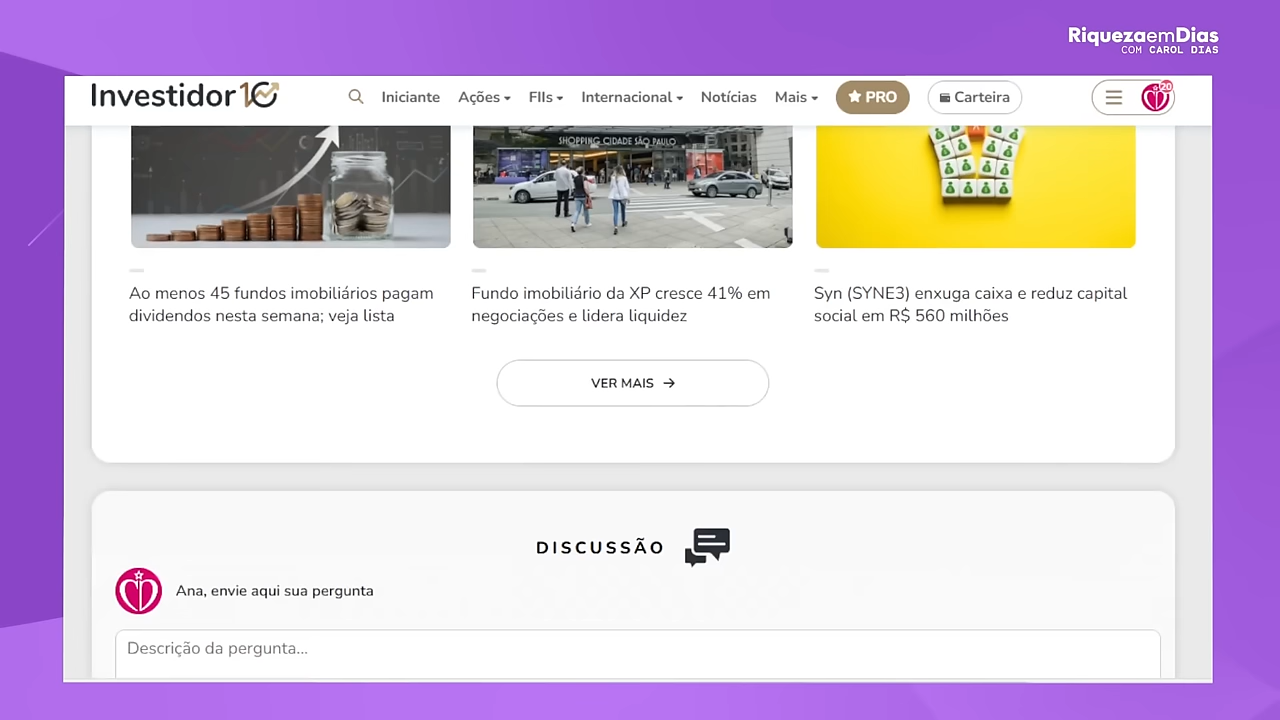 RiquezaemDias
COM CAROL DIAS
Investidor10
Iniciante
Ações
FIIs
Internacional
Notícias
Mais
PRO
Carteira
20
SHOPPING CIDADE SÃO PAULO
Ao menos 45 fundos imobiliários pagam
dividendos nesta semana; veja lista
Fundo imobiliário da XP cresce 41% em
negociações e lidera liquidez
Syn (SYNE3) enxuga caixa e reduz capital
social em R$ 560 milhões
VER MAIS
DISCUSSÃO
Ana, envie aqui sua pergunta
Descrição da pergunta...